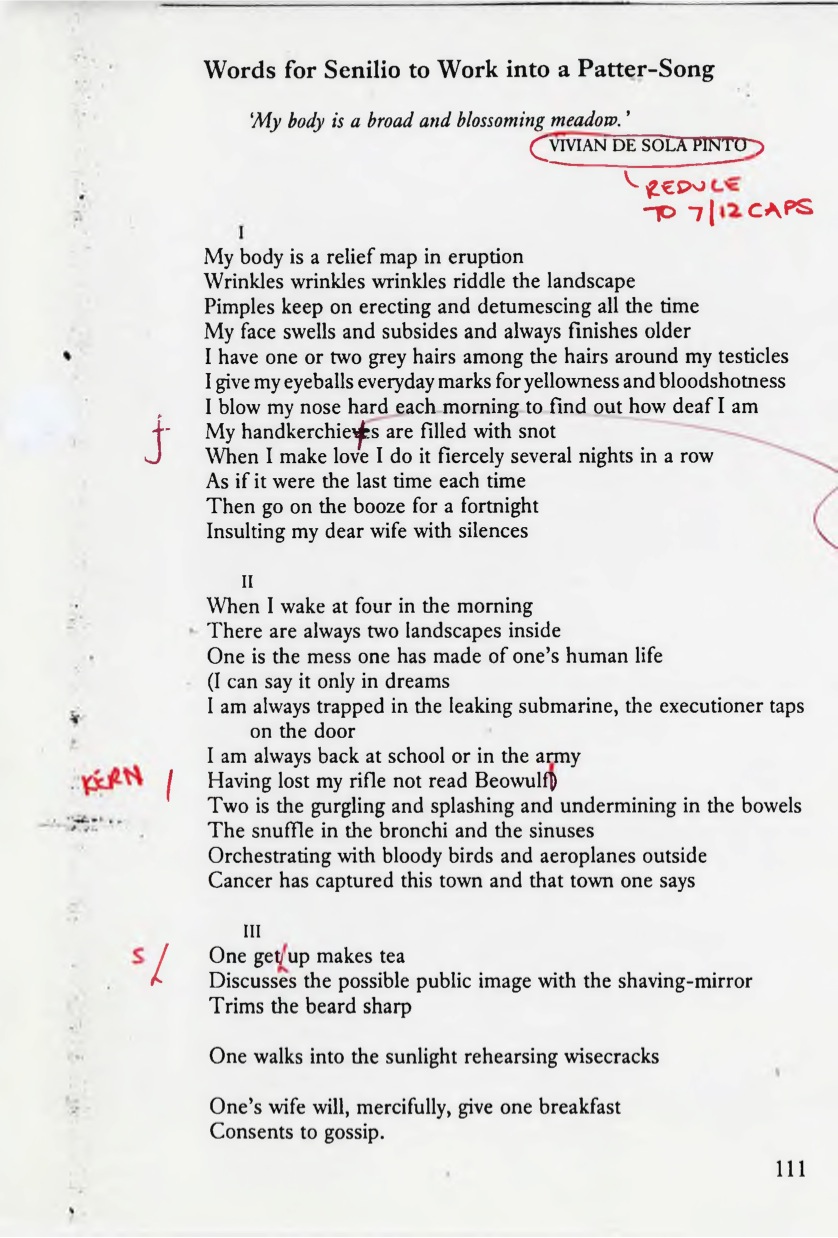 Words for Senilio to Work into a Patter-Song
'My body is a broad and blossoming meadow.'
VIVIAN DE SOLA PINTO
REDUCE
TO 7/12 CAPS
I
My body is a relief map in eruption
Wrinkles wrinkles wrinkles riddle the landscape
Pimples keep on erecting and detumescing all the time
My face swells and subsides and always finishes older
I have one or two grey hairs among the hairs around my testicles
I give my eyeballs everyday marks for yellowness and bloodshotness
I blow my nose hard each morning to find out how deaf I am
f My handkerchieves are filled with snot
When I make love I do it fiercely several nights in a row
As if it were the last time each time
Then go on the booze for a fortnight
Insulting my dear wife with silences
II
When I wake at four in the morning
There are always two landscapes inside
One is the mess one has made of one's human life
(I can say it only in dreams
I am always trapped in the leaking submarine, the executioner taps
on the door
I am always back at school or in the army
KERN / Having lost my rifle not read Beowulf)
Two is the gurgling and splashing and undermining in the bowels
The snuffle in the bronchi and the sinuses
Orchestrating with bloody birds and aeroplanes outside
Cancer has captured this town and that town one says
III
s / One get up makes tea
Discusses the possible public image with the shaving-mirror
Trims the beard sharp
One walks into the sunlight rehearsing wisecracks
One's wife will, mercifully, give one breakfast
Consents to gossip.
111